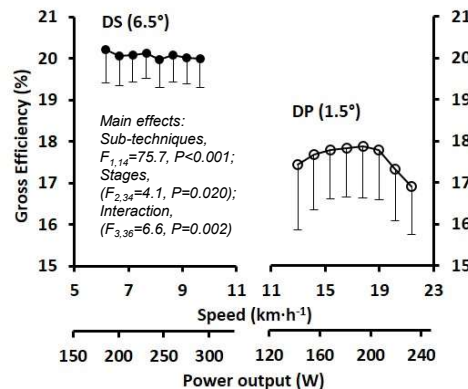 21
20
19
18
17
16
15
Gross Efficiency (%)
DS (6.5°)
Main effects:
Sub-techniques,
F1,14=75.7, P<0.001;
Stages,
(F2,34=4.1, P=0.020);
Interaction,
(F3,36=6.6, P=0.002)
DP (1.5°)
21
20
19
18
17
16
15
5 7 9 11 11 15 19 23
Speed (km·h-1)
150 200 250 300 120 160 200 240
Power output (W)